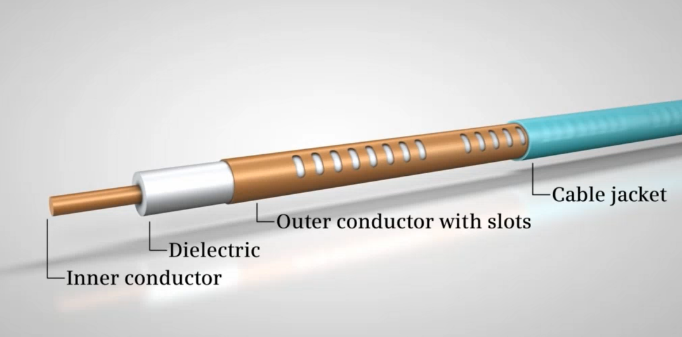 Cable jacket
Outer conductor with slots
Dielectric
Inner conductor